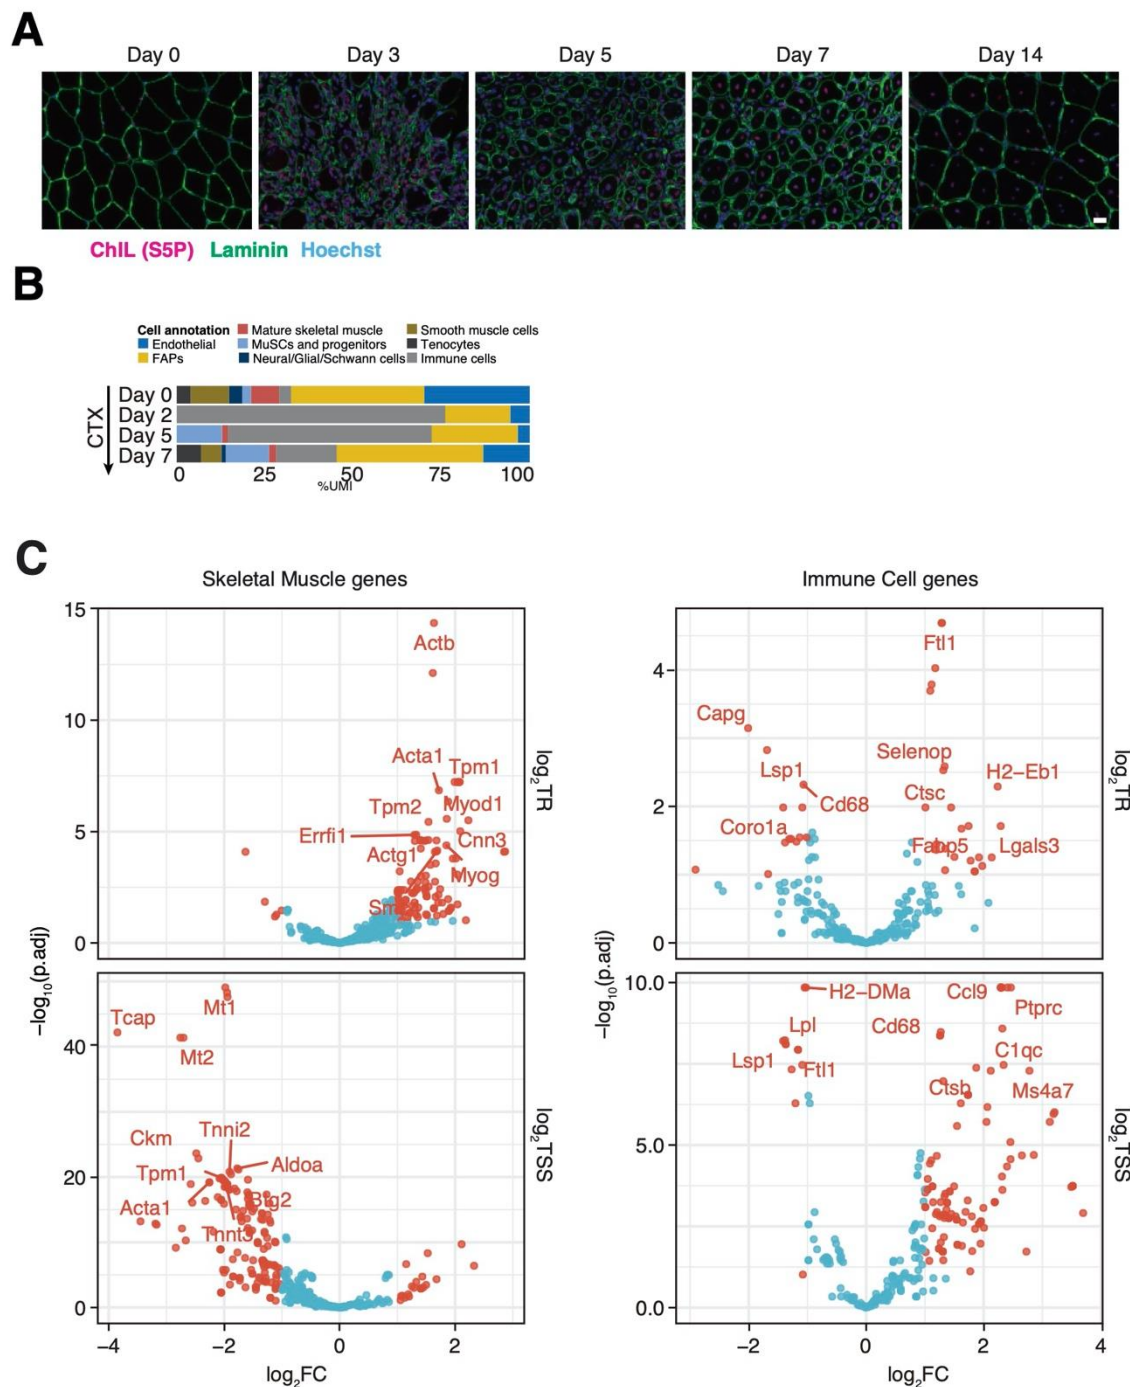 A
Day 0 Day 3 Day 5 Day 7 Day 14
ChIL (S5P) Laminin Hoechst
B
Cell annotation Mature skeletal muscle Smooth muscle cells
Endothelial MuSCs and progenitors Tenocytes
FAPs Neural/Glial/Schwann cells Immune cells
CTX
Day 0
Day 2
Day 5
Day 7
0 25 50 75 100
%UMI
C
Skeletal Muscle genes
15
10
5
0
Actb
Acta1
Tpm1
Tpm2
Myod1
Errfi1
Cnn3
Actg1
Myog
log2TR
Tcap
Mt1
Mt2
40
20
0
Ckm
Tnni2
Tpm1
Aldoa
Acta1
Btg2
Tnnt3
log2TSS
−log10(p.adj)
−4 −2 0 2
log2FC
Immune Cell genes
4
2
0
Ftl1
Capg
Selenop
Lsp1
H2−Eb1
Cd68
Ctsc
Coro1a
Fabp5
Lgals3
log2TR
10.0
5.0
0.0
H2−DMa
Ccl9
Ptprc
Lpl
Cd68
Lsp1
Ftl1
C1qc
Ctsb
Ms4a7
log2TSS
−log10(p.adj)
−2 0 2 4
log2FC